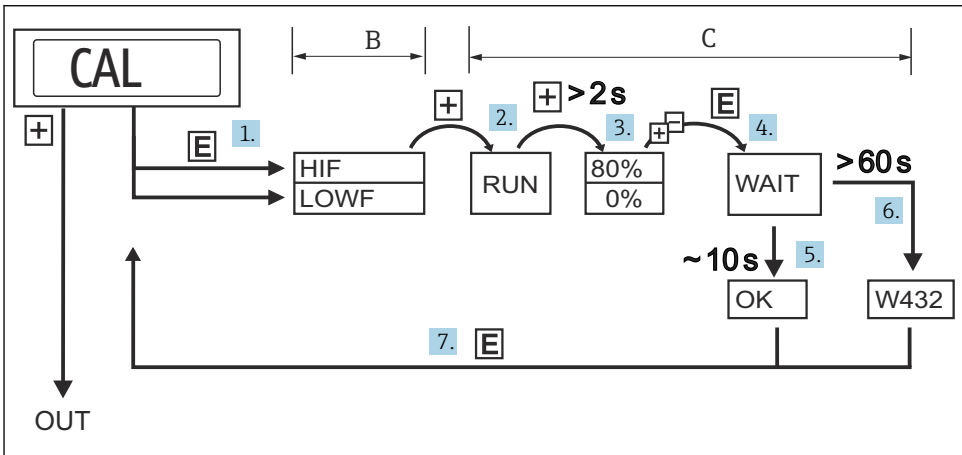 B
C
CAL
+
E
1.
+
2.
+ >2s
3.
+ -
E
4.
HIF
LOWF
RUN
80%
0%
WAIT
>60s
6.
~10s
5.
OK
W432
7.
E
OUT